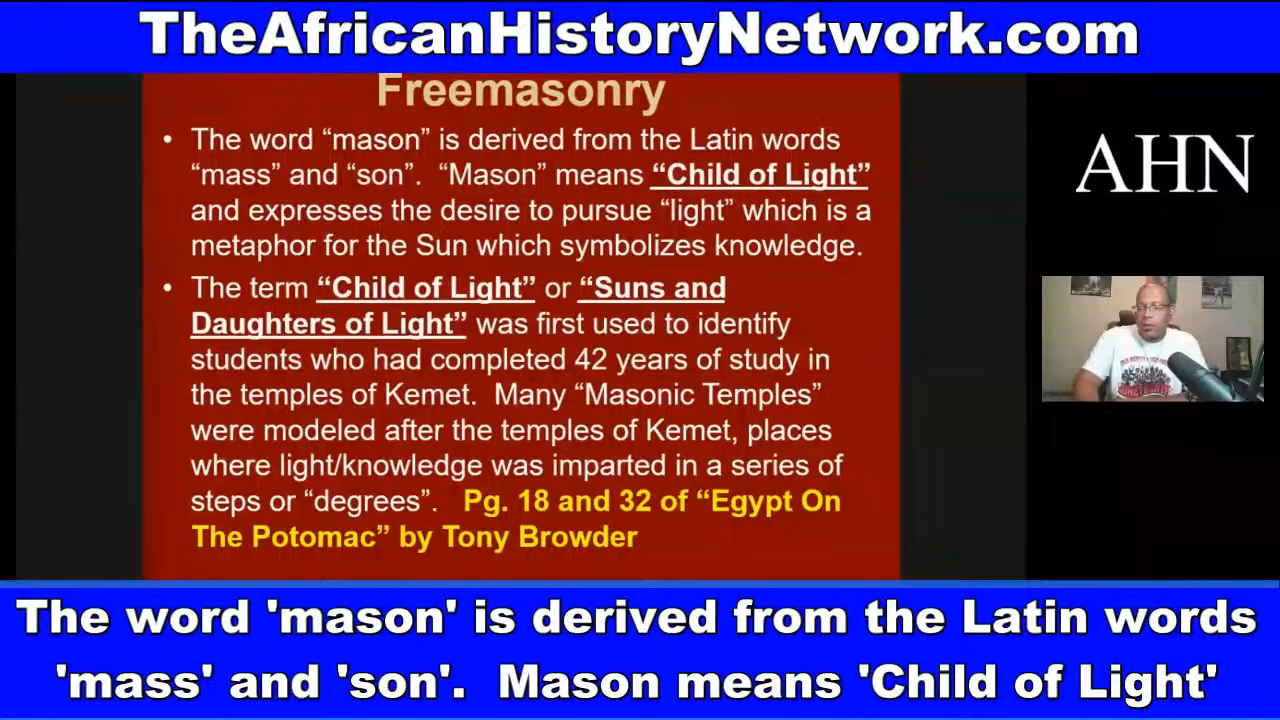 TheAfricanHistoryNetwork.com
Freemasonry
• The word “mason” is derived from the Latin words
“mass” and “son”.  “Mason” means “Child of Light”
and expresses the desire to pursue “light” which is a
metaphor for the Sun which symbolizes knowledge.
• The term “Child of Light” or “Suns and
Daughters of Light” was first used to identify
students who had completed 42 years of study in
the temples of Kemet.  Many “Masonic Temples”
were modeled after the temples of Kemet, places
where light/knowledge was imparted in a series of
steps or “degrees”.   Pg. 18 and 32 of “Egypt On
The Potomac” by Tony Browder
AHN
The word 'mason' is derived from the Latin words
'mass' and 'son'.  Mason means 'Child of Light'